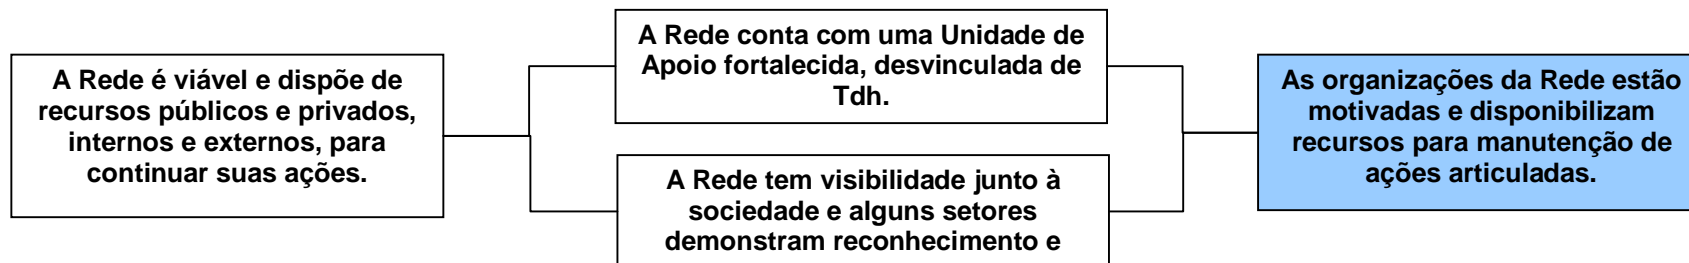 A Rede é viável e dispõe de
recursos públicos e privados,
internos e externos, para
continuar suas ações.
A Rede conta com uma Unidade de
Apoio fortalecida, desvinculada de
Tdh.
A Rede tem visibilidade junto à
sociedade e alguns setores
demonstram reconhecimento e
As organizações da Rede estão
motivadas e disponibilizam
recursos para manutenção de
ações articuladas.